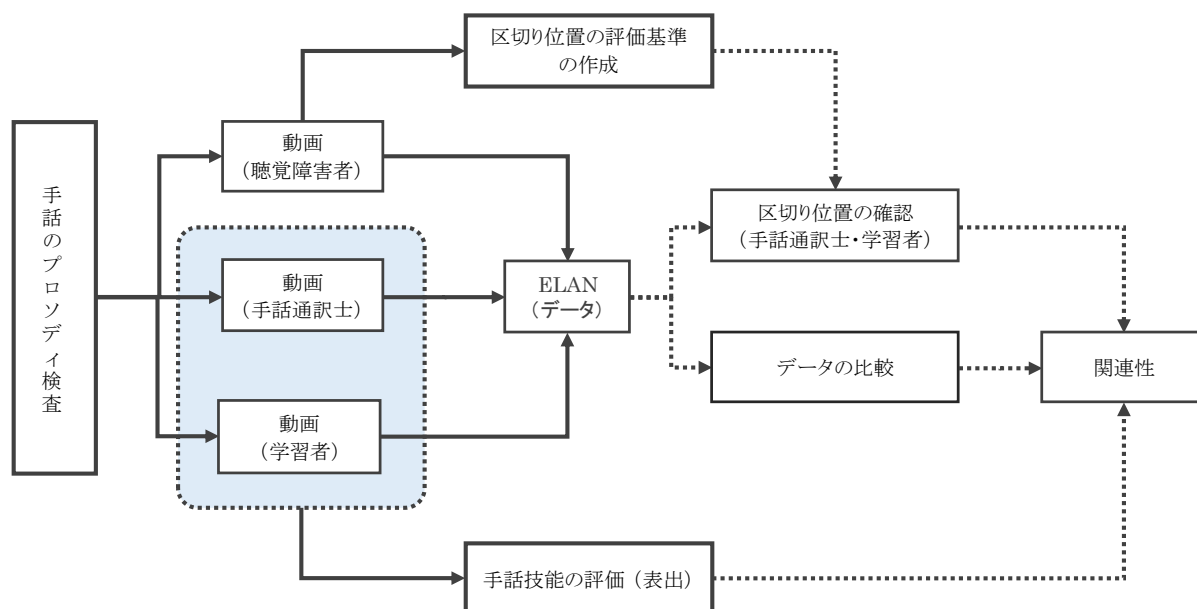 区切り位置の評価基準
の作成
動画
（聴覚障害者）
手話のプロソディ検査
区切り位置の確認
（手話通訳士・学習者）
動画
（手話通訳士）
ELAN
（データ）
データの比較
関連性
動画
（学習者）
手話技能の評価（表出）